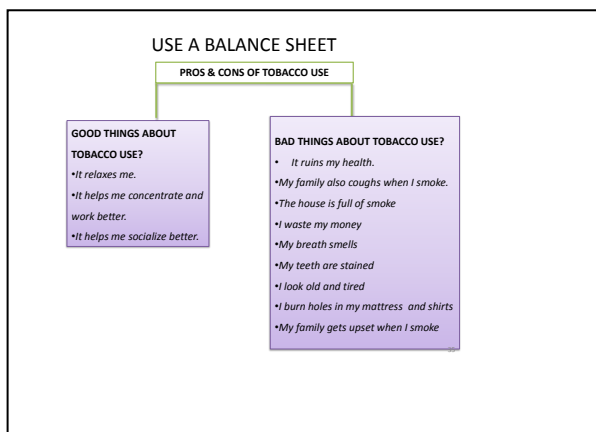 USE A BALANCE SHEET
PROS & CONS OF TOBACCO USE
GOOD THINGS ABOUT
TOBACCO USE?
•It relaxes me.
•It helps me concentrate and
work better.
•It helps me socialize better.
BAD THINGS ABOUT TOBACCO USE?
• It ruins my health.
•My family also coughs when I smoke.
•The house is full of smoke
•I waste my money
•My breath smells
•My teeth are stained
•I look old and tired
•I burn holes in my mattress and shirts
•My family gets upset when I smoke